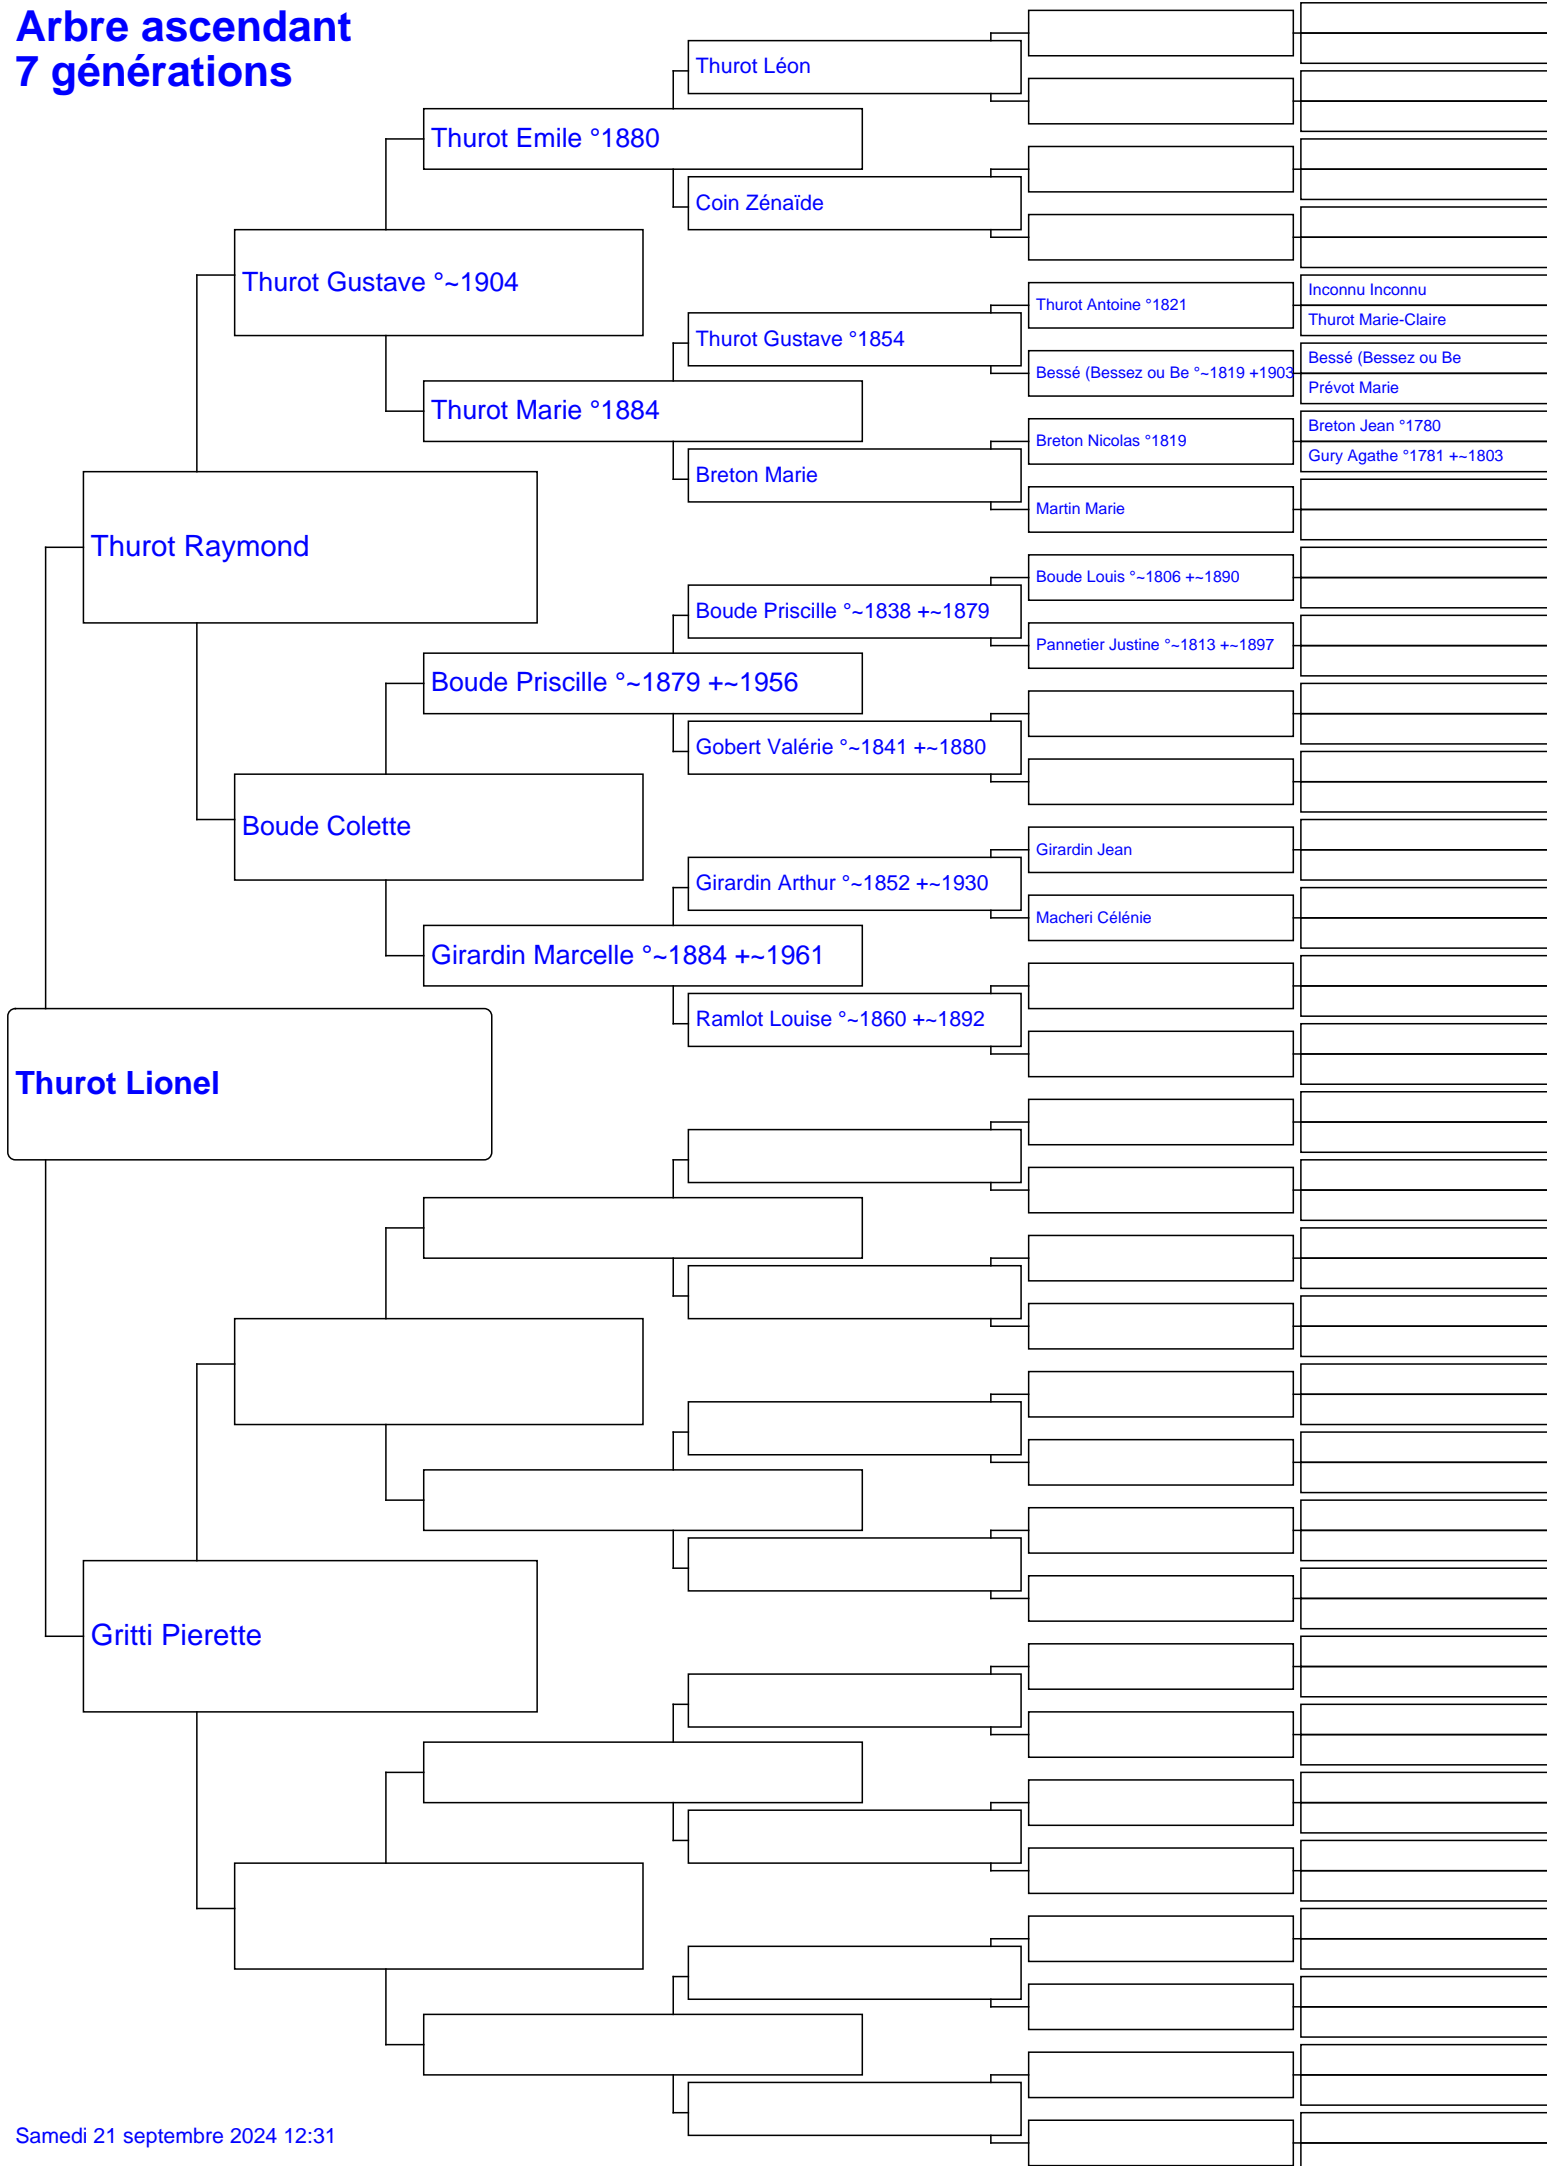 Arbre ascendant
7 générations
Thurot Léon
Thurot Emile °1880
Coin Zénaïde
Thurot Gustave °~1904
Inconnu Inconnu
Thurot Antoine °1821
Thurot Marie-Claire
Thurot Gustave °1854
Bessé (Bessez ou Be
Bessé (Bessez ou Be °~1819 +1903
Prévot Marie
Thurot Marie °1884
Breton Jean °1780
Breton Nicolas °1819
Gury Agathe °1781 +~1803
Breton Marie
Martin Marie
Thurot Raymond
Boude Louis °~1806 +~1890
Boude Priscille °~1838 +~1879
Pannetier Justine °~1813 +~1897
Boude Priscille °~1879 +~1956
Gobert Valérie °~1841 +~1880
Boude Colette
Girardin Jean
Girardin Arthur °~1852 +~1930
Macheri Célénie
Girardin Marcelle °~1884 +~1961
Ramlot Louise °~1860 +~1892
Thurot Lionel
Gritti Pierette
Samedi 21 septembre 2024 12:31